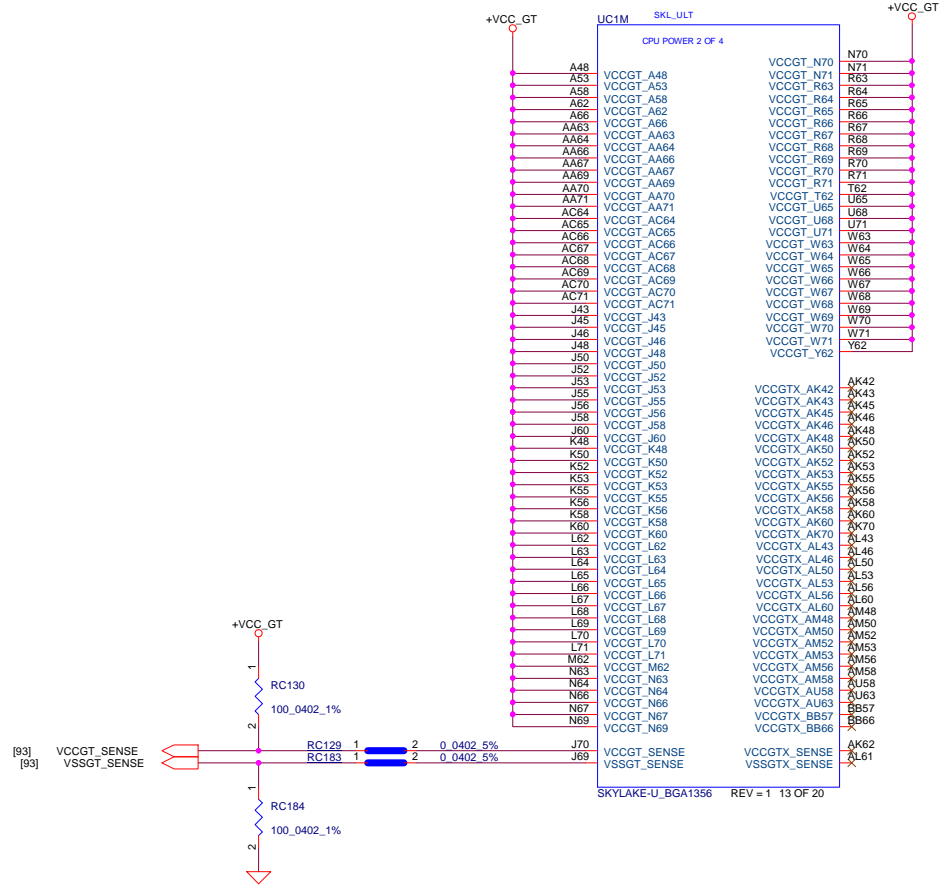 +VCC_GT UC1M SKL_ULT +VCC_GT
CPU POWER 2 OF 4
VCCGT_N70 N70
A48 VCCGT_A48 VCCGT_N71 N71
A53 VCCGT_A53 VCCGT_R63 R63
A58 VCCGT_A58 VCCGT_R64 R64
A62 VCCGT_A62 VCCGT_R65 R65
A66 VCCGT_A66 VCCGT_R66 R66
AA63 VCCGT_AA63 VCCGT_R67 R67
AA64 VCCGT_AA64 VCCGT_R68 R68
AA66 VCCGT_AA66 VCCGT_R69 R69
AA67 VCCGT_AA67 VCCGT_R70 R70
AA69 VCCGT_AA69 VCCGT_R71 R71
AA70 VCCGT_AA70 VCCGT_T62 T62
AA71 VCCGT_AA71 VCCGT_U65 U65
AC64 VCCGT_AC64 VCCGT_U68 U68
AC65 VCCGT_AC65 VCCGT_U71 U71
AC66 VCCGT_AC66 VCCGT_W63 W63
AC67 VCCGT_AC67 VCCGT_W64 W64
AC68 VCCGT_AC68 VCCGT_W65 W65
AC69 VCCGT_AC69 VCCGT_W66 W66
AC70 VCCGT_AC70 VCCGT_W67 W67
AC71 VCCGT_AC71 VCCGT_W68 W68
J43 VCCGT_J43 VCCGT_W69 W69
J45 VCCGT_J45 VCCGT_W70 W70
J46 VCCGT_J46 VCCGT_W71 W71
J48 VCCGT_J48 VCCGT_Y62 Y62
J50 VCCGT_J50
J52 VCCGT_J52
J53 VCCGT_J53 VCCGTX_AK42 AK42
J55 VCCGT_J55 VCCGTX_AK43 AK43
J56 VCCGT_J56 VCCGTX_AK45 AK45
J58 VCCGT_J58 VCCGTX_AK46 AK46
J60 VCCGT_J60 VCCGTX_AK48 AK48
K48 VCCGT_K48 VCCGTX_AK50 AK50
K50 VCCGT_K50 VCCGTX_AK52 AK52
K52 VCCGT_K52 VCCGTX_AK53 AK53
K53 VCCGT_K53 VCCGTX_AK55 AK55
K55 VCCGT_K55 VCCGTX_AK56 AK56
K56 VCCGT_K56 VCCGTX_AK58 AK58
K58 VCCGT_K58 VCCGTX_AK60 AK60
K60 VCCGT_K60 VCCGTX_AK70 AK70
L62 VCCGT_L62 VCCGTX_AL43 AL43
L63 VCCGT_L63 VCCGTX_AL46 AL46
L64 VCCGT_L64 VCCGTX_AL50 AL50
L65 VCCGT_L65 VCCGTX_AL53 AL53
L66 VCCGT_L66 VCCGTX_AL56 AL56
L67 VCCGT_L67 VCCGTX_AL60 AL60
L68 VCCGT_L68 VCCGTX_AM48 AM48
L69 VCCGT_L69 VCCGTX_AM50 AM50
L70 VCCGT_L70 VCCGTX_AM52 AM52
L71 VCCGT_L71 VCCGTX_AM53 AM53
M62 VCCGT_M62 VCCGTX_AM56 AM56
N63 VCCGT_N63 VCCGTX_AM58 AM58
N64 VCCGT_N64 VCCGTX_AU58 AU58
N66 VCCGT_N66 VCCGTX_AU63 AU63
N67 VCCGT_N67 VCCGTX_BB57 BB57
N69 VCCGT_N69 VCCGTX_BB66 BB66
+VCC_GT
1
RC130
100_0402_1%
2
[93] VCCGT_SENSE RC129 1 2 0_0402_5% J70 VCCGT_SENSE VCCGTX_SENSE AK62
[93] VSSGT_SENSE RC183 1 2 0_0402_5% J69 VSSGT_SENSE VSSGTX_SENSE AL61
1
RC184
100_0402_1%
2
SKYLAKE-U_BGA1356 REV = 1 13 OF 20